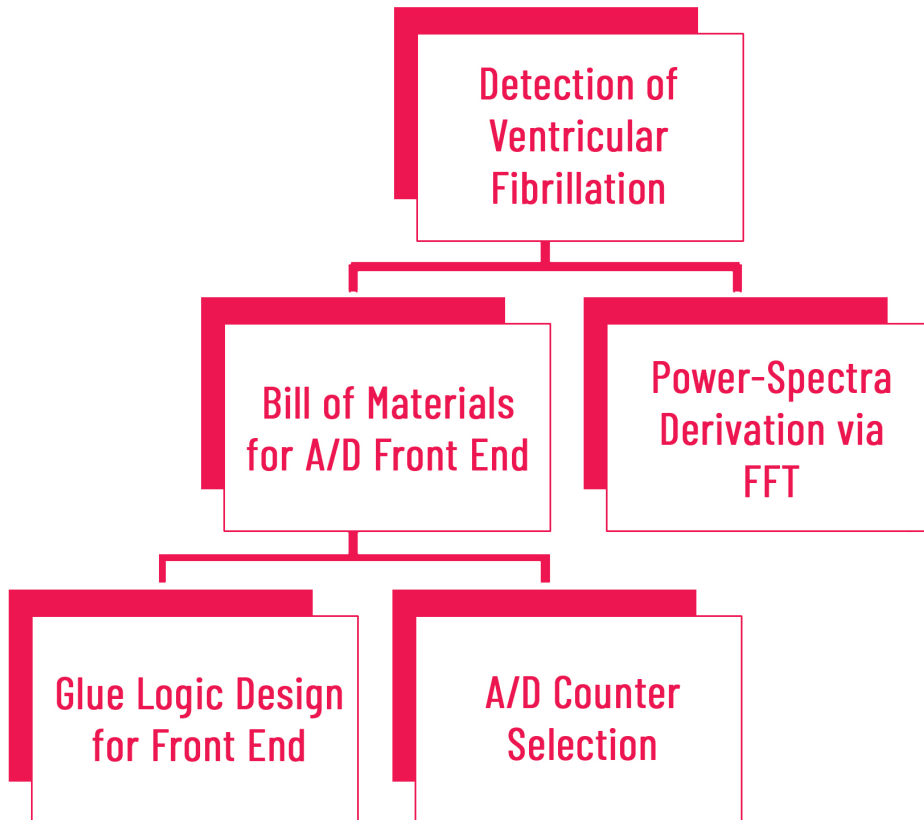 Detection of
Ventricular
Fibrillation
Bill of Materials
for A/D Front End
Power-Spectra
Derivation via
FFT
Glue Logic Design
for Front End
A/D Counter
Selection